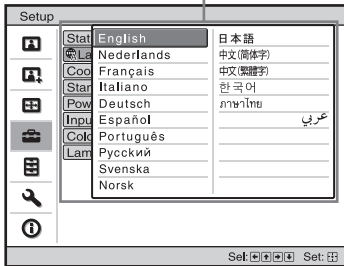 Setup
Stat
La
Coo
Star
Pow
Inpu
Colo
Lam
English
Nederlands
Français
Italiano
Deutsch
Español
Português
Русский
Svenska
Norsk
日本語
中文(简体字)
中文(繁體字)
한국어
ภาษาไทย
عربي
Sel: Set: